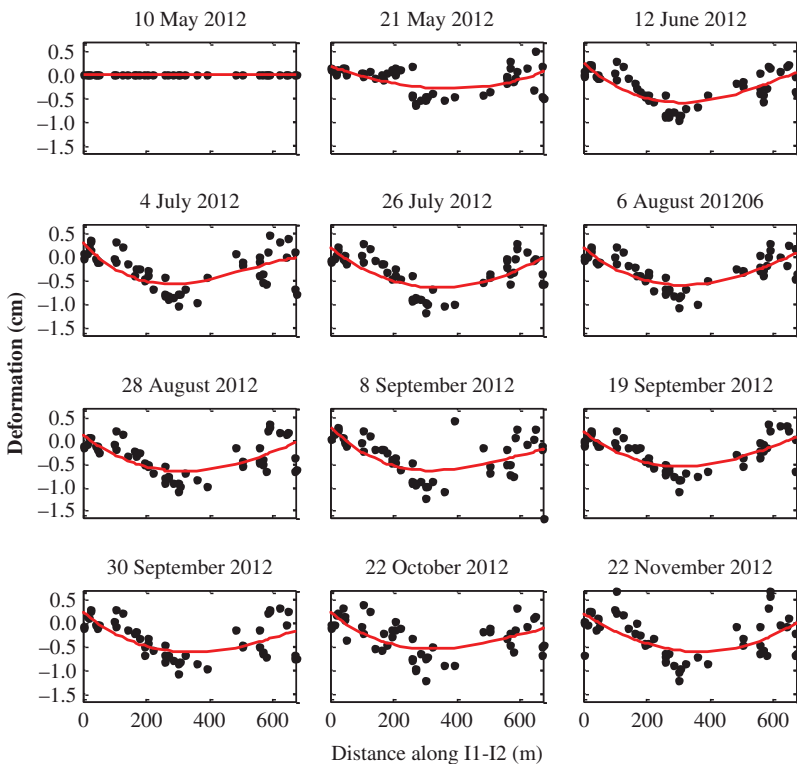 10 May 2012
21 May 2012
12 June 2012
0.5
0.0
−0.5
−1.0
−1.5
4 July 2012
26 July 2012
6 August 201206
0.5
0.0
−0.5
−1.0
−1.5
Deformation (cm)
28 August 2012
8 September 2012
19 September 2012
0.5
0.0
−0.5
−1.0
−1.5
30 September 2012
22 October 2012
22 November 2012
0.5
0.0
−0.5
−1.0
−1.5
0 200 400 600
0 200 400 600
0 200 400 600
Distance along I1-I2 (m)